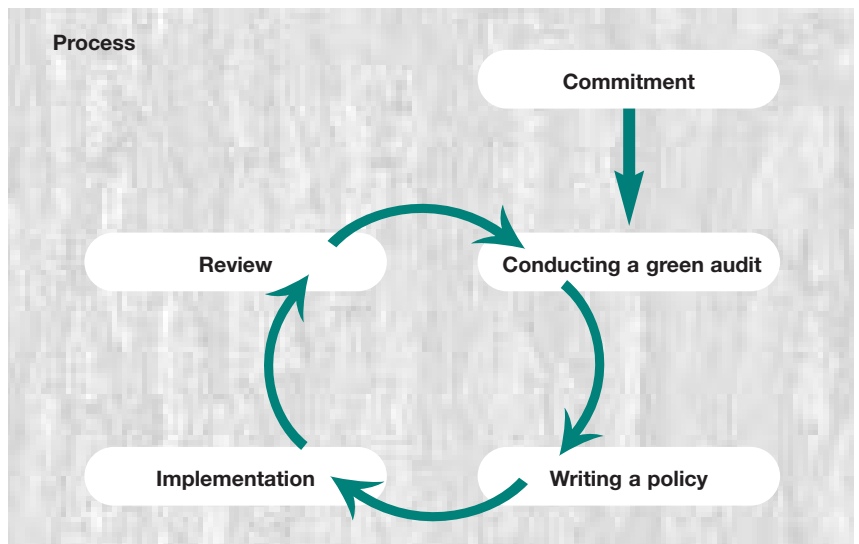 Process
Commitment
Review
Conducting a green audit
Implementation
Writing a policy